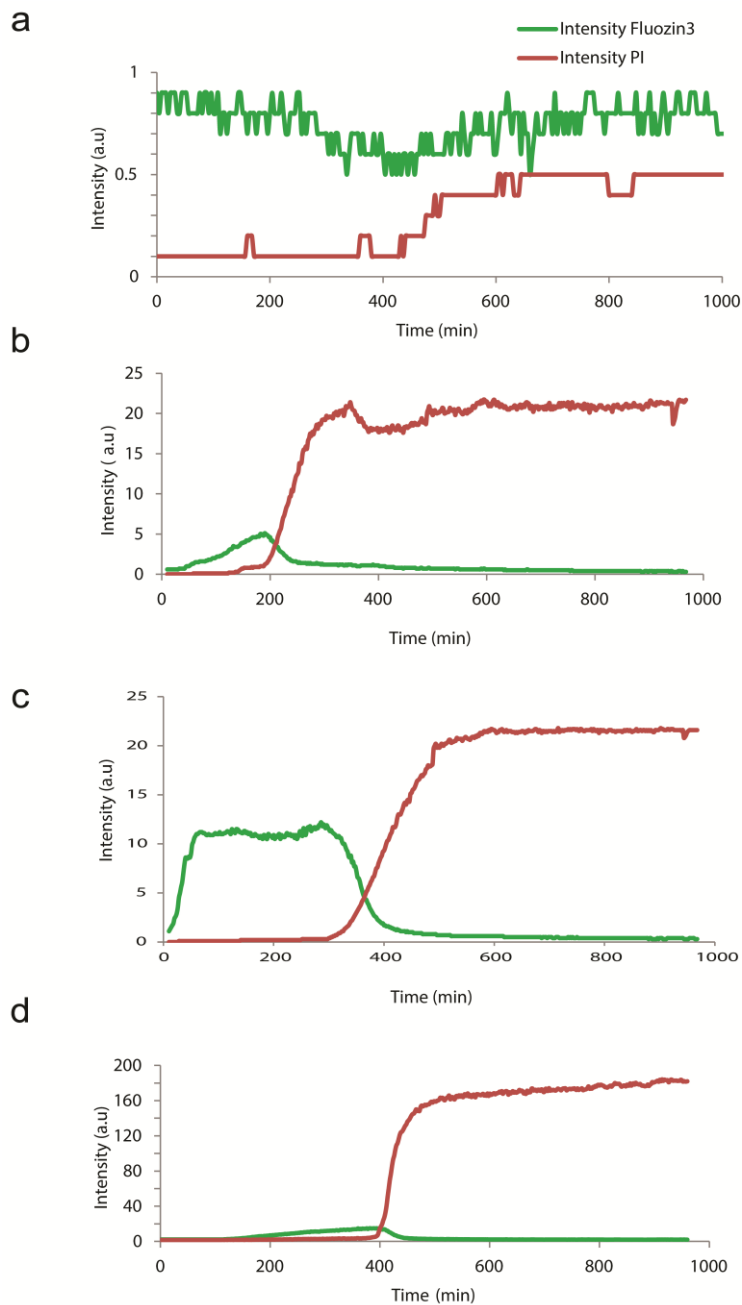 a
Intensity Fluozin3
Intensity PI
1
0.5
0
Intensity (a.u)
0 200 400 600 800 1000
Time (min)
b
25
20
15
10
5
0
Intensity ( a.u)
0 200 400 600 800 1000
Time (min)
c
25
20
15
10
5
0
Intensity (a.u)
0 200 400 600 800 1000
Time (min)
d
200
160
120
80
40
0
Intensity (a.u)
0 200 400 600 800 1000
Time (min)